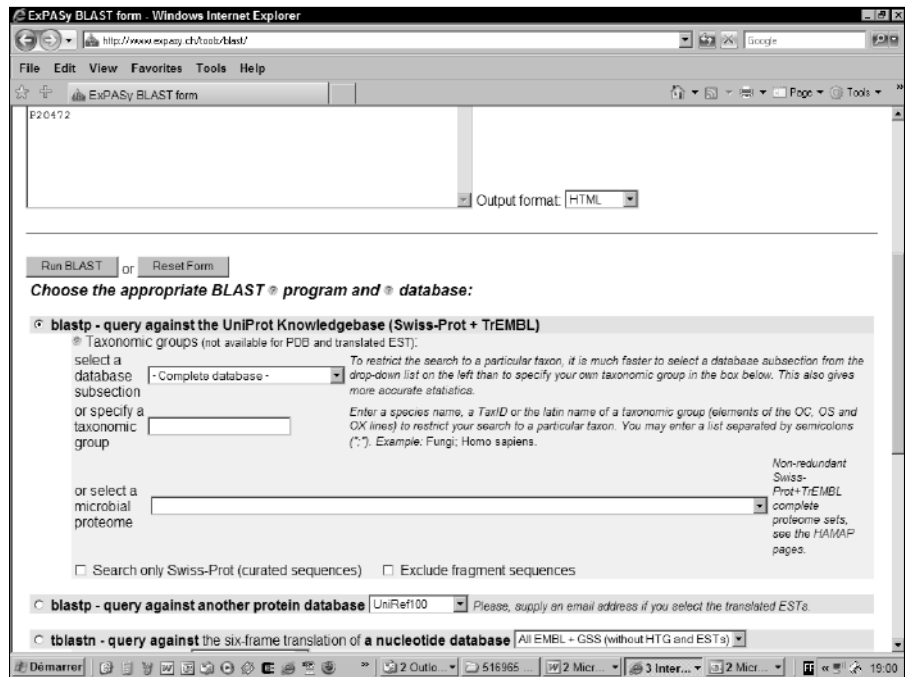 ExPASy BLAST form - Windows Internet Explorer
http://www.expasy.ch/tools/blast/
Google
File Edit View Favorites Tools Help
ExPASy BLAST form
Page Tools »
P20472
Output format: HTML
Run BLAST or Reset Form
Choose the appropriate BLAST program and database:
blastp - query against the UniProt Knowledgebase (Swiss-Prot + TrEMBL)
Taxonomic groups (not available for PDB and translated EST):
select a
database
subsection
- Complete database -
To restrict the search to a particular taxon, it is much faster to select a database subsection from the
drop-down list on the left than to specify your own taxonomic group in the box below. This also gives
more accurate statistics.
or specify a
taxonomic
group
Enter a species name, a TaxID or the latin name of a taxonomic group (elements of the OC, OS and
OX lines) to restrict your search to a particular taxon. You may enter a list separated by semicolons
(";"). Example: Fungi; Homo sapiens.
or select a
microbial
proteome
Non-redundant
Swiss-
Prot+TrEMBL
complete
proteome sets,
see the HAMAP
pages.
Search only Swiss-Prot (curated sequences) Exclude fragment sequences
blastp - query against another protein database UniRef100 Please, supply an email address if you select the translated ESTs.
tblastn - query against the six-frame translation of a nucleotide database All EMBL + GSS (without HTG and ESTs)
Démarrer » 2 Outlo... 516965 ... 2 Micr... 3 Inter... 2 Micr... « 19:00